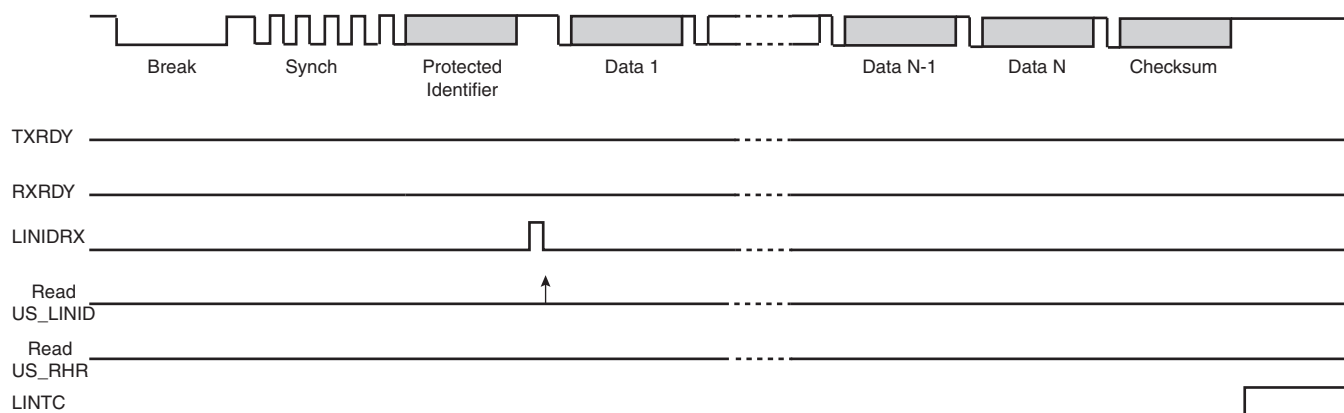 Break Synch Protected Identifier Data 1 Data N-1 Data N Checksum
TXRDY
RXRDY
LINIDRX
Read
US_LINID
Read
US_RHR
LINTC